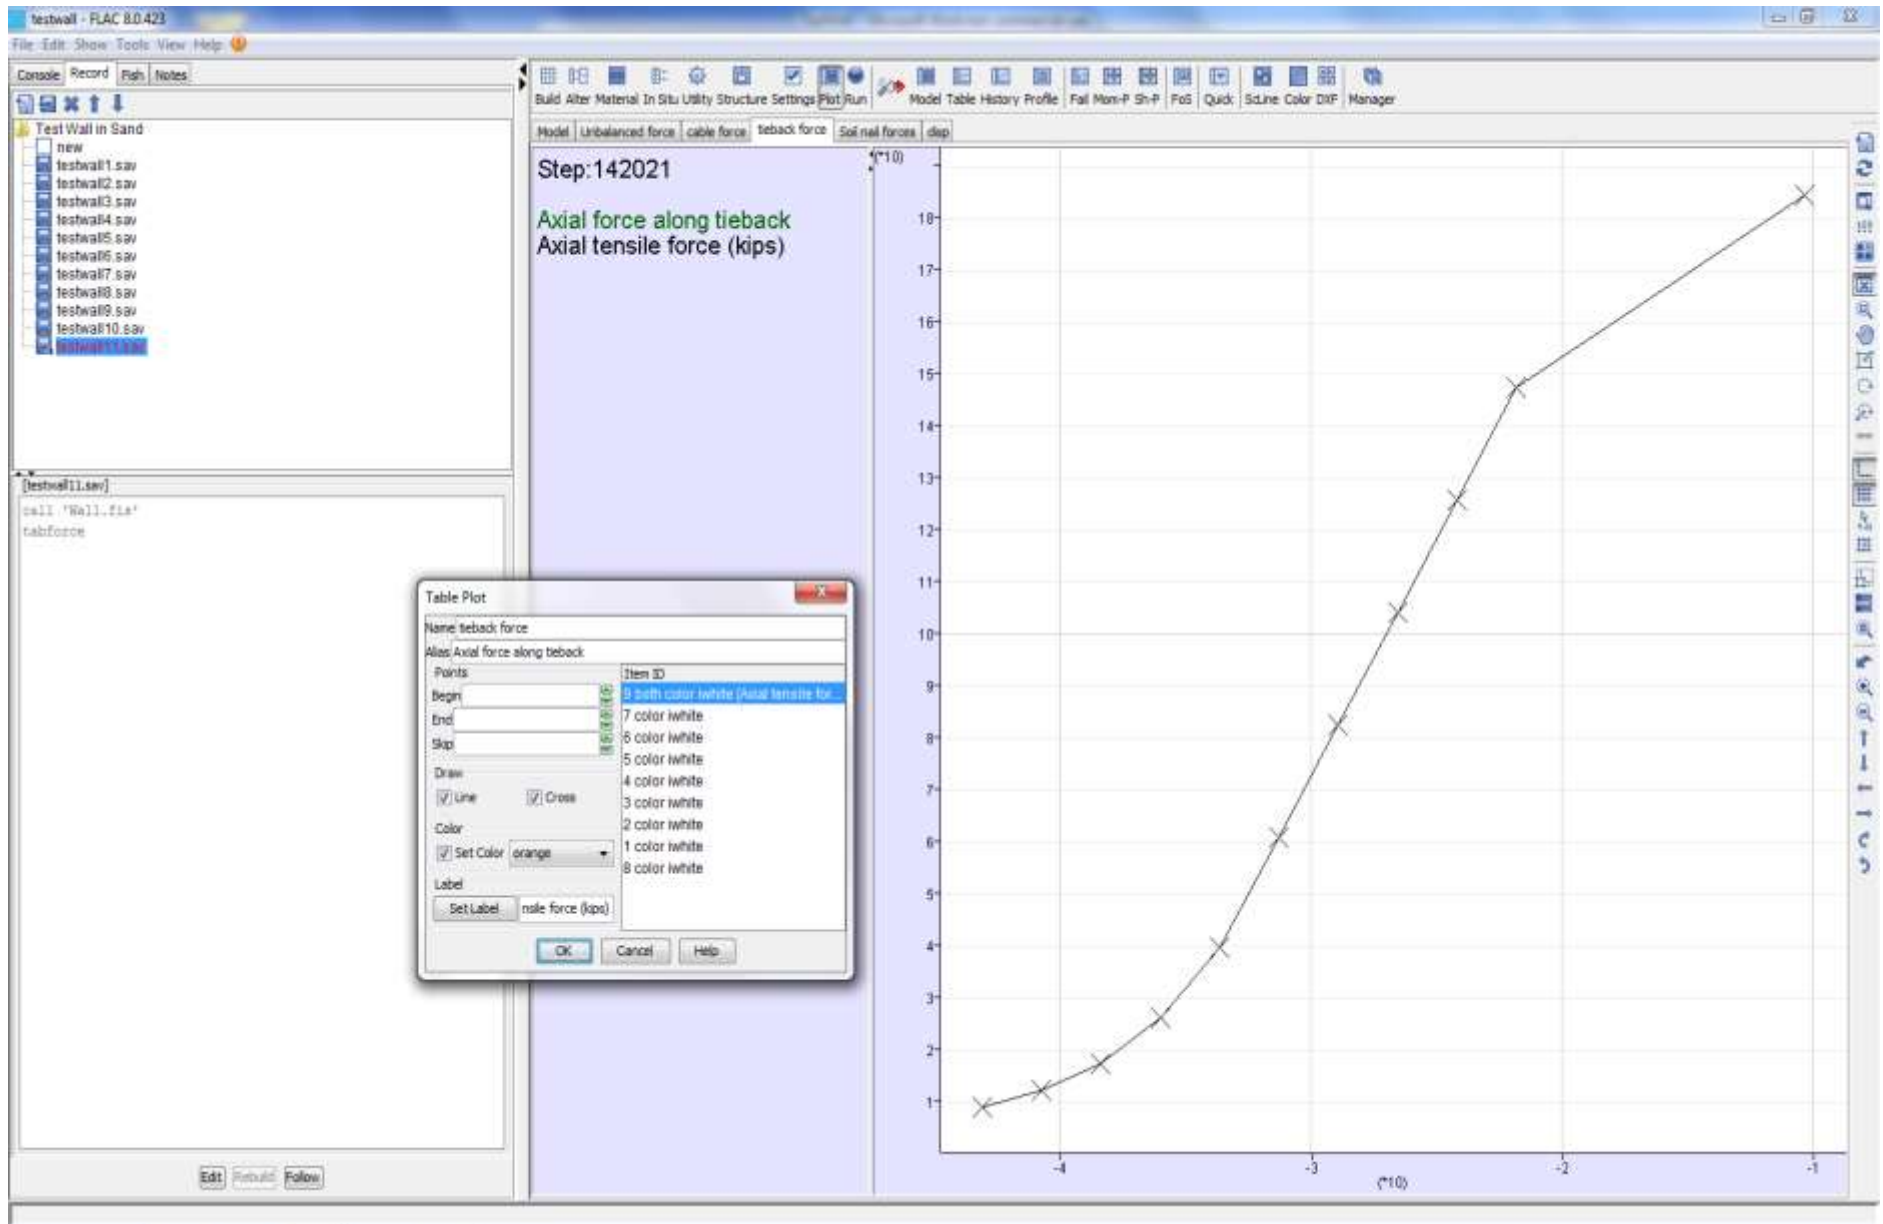 testwall - FLAC 8.0.423
File Edit Show Tools View Help
Console Record Fish Notes
Test Wall in Sand
new
testwall1.sav
testwall2.sav
testwall3.sav
testwall4.sav
testwall5.sav
testwall6.sav
testwall7.sav
testwall8.sav
testwall9.sav
testwall10.sav
testwall11.sav
[testwall11.sav]
call 'Wall.fis'
tabforce
Edit Rebuild Follow
Build Alter Material In Situ Utility Structure Settings Plot Run Model Table History Profile Fail Mom-P Sh-P FoS Quick ScLine Color DXF Manager
Model Unbalanced force cable force tieback force Soil nail forces disp
Step:142021
Axial force along tieback
Axial tensile force (kips)
(*10)
18
17
16
15
14
13
12
11
10
9
8
7
6
5
4
3
2
1
-4 -3 -2 -1
(*10)
Table Plot
Name tieback force
Alias Axial force along tieback
Points
Begin
End
Skip
Draw
Line Cross
Color
Set Color orange
Label
Set Label nsile force (kips)
Item ID
9 both color iwhite (Axial tensile for...
7 color iwhite
6 color iwhite
5 color iwhite
4 color iwhite
3 color iwhite
2 color iwhite
1 color iwhite
8 color iwhite
OK Cancel Help